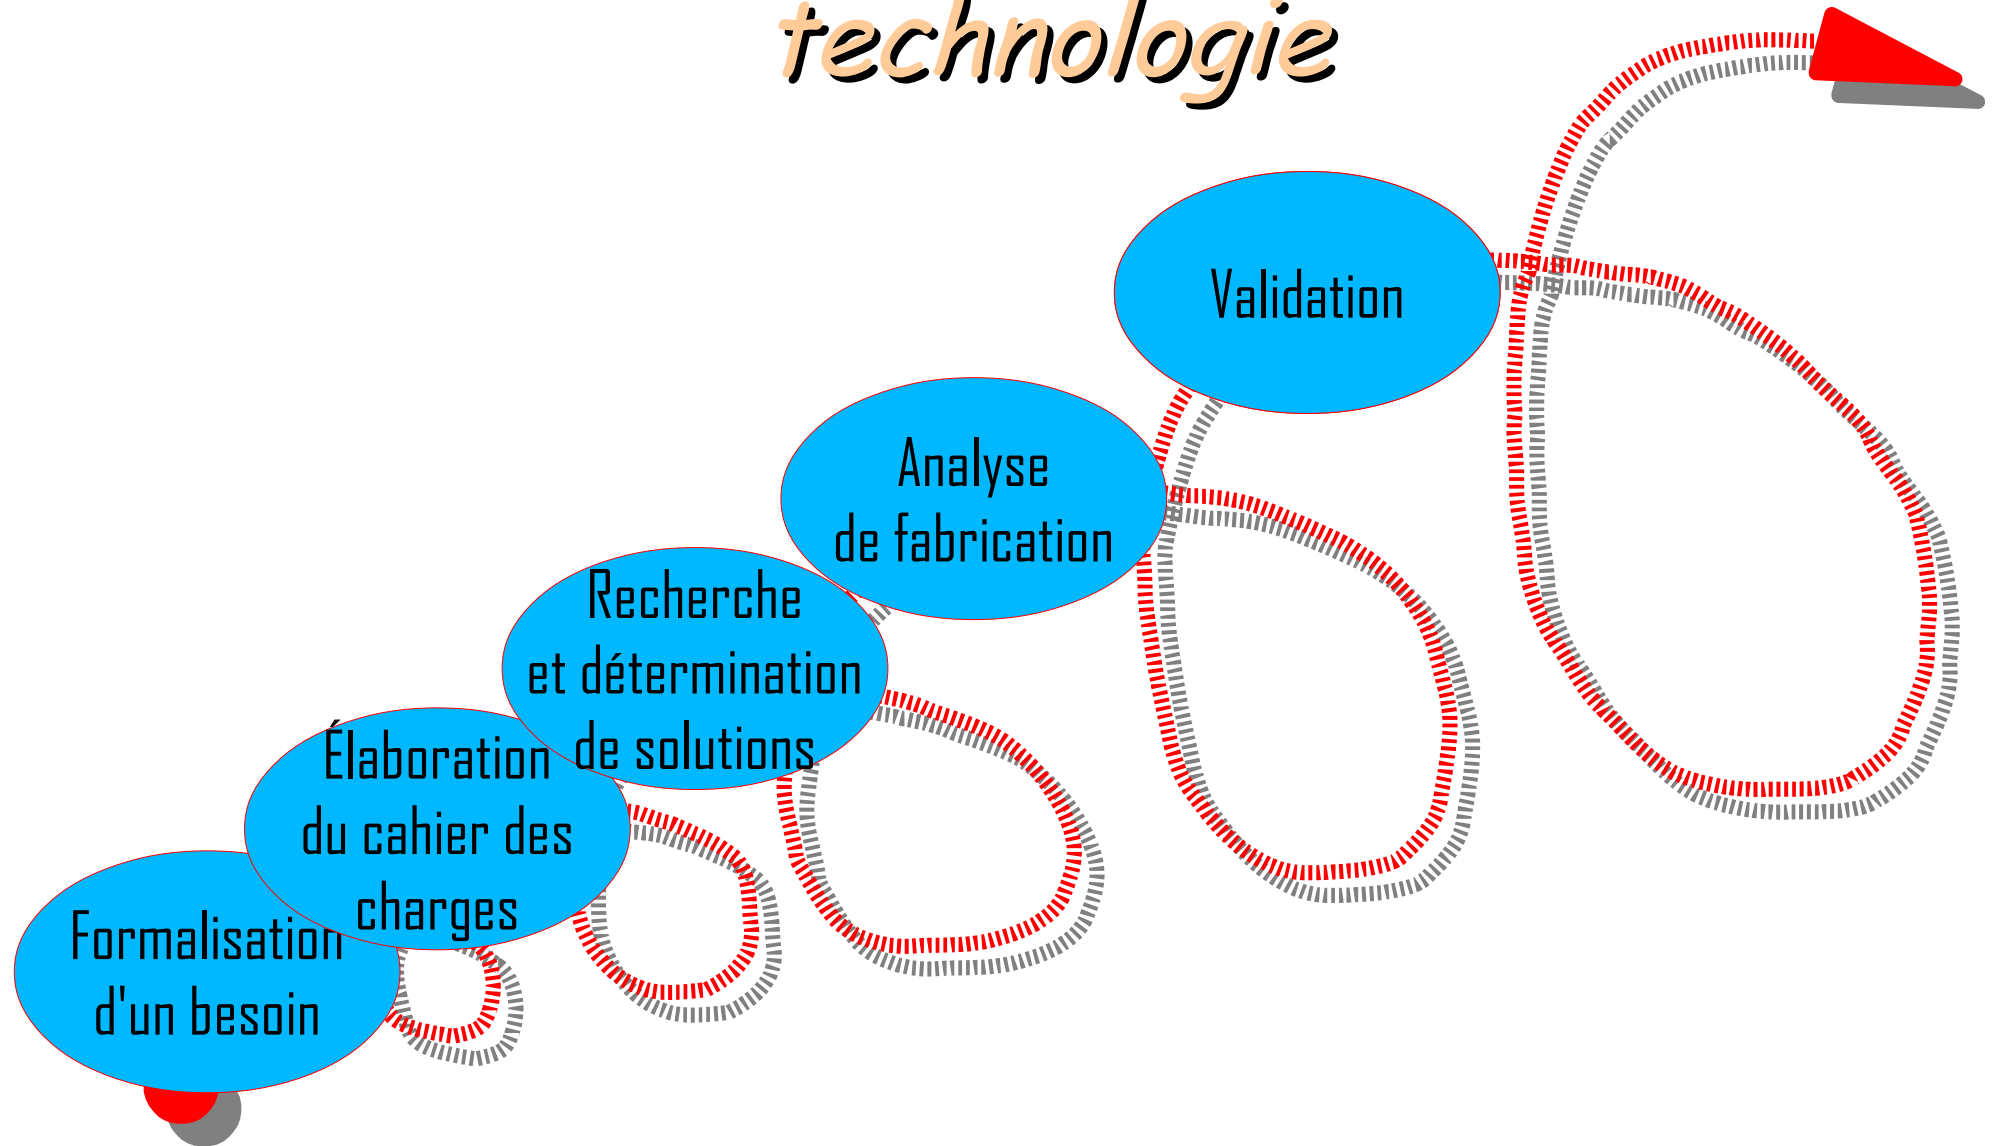 technologie
Validation
Analyse
de fabrication
Recherche
et détermination
de solutions
Élaboration
du cahier des
charges
Formalisation
d'un besoin